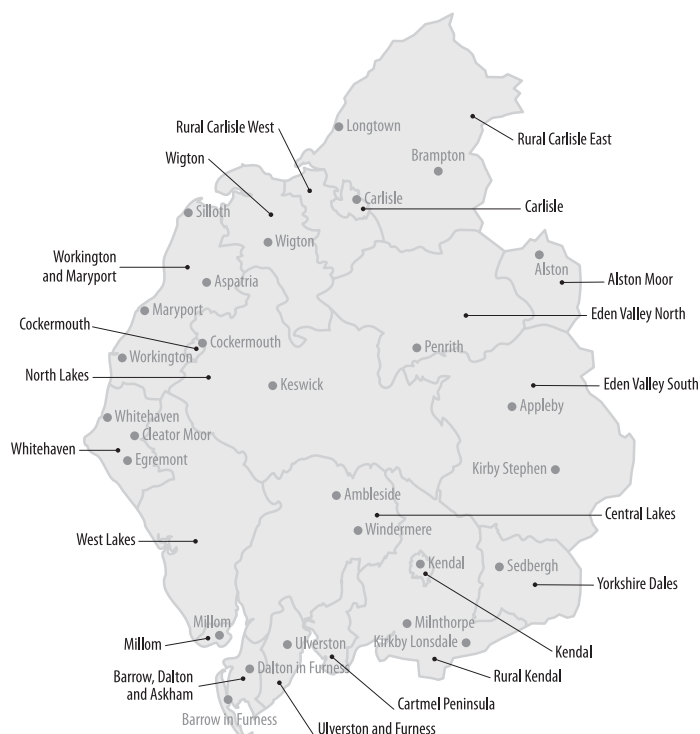 Longtown
Rural Carlisle West
Rural Carlisle East
Wigton
Brampton
Carlisle
Carlisle
Silloth
Wigton
Workington
and Maryport
Alston
Alston Moor
Aspatria
Maryport
Eden Valley North
Cockermouth
Cockermouth
Penrith
Workington
North Lakes
Keswick
Eden Valley South
Appleby
Whitehaven
Cleator Moor
Whitehaven
Egremont
Kirby Stephen
Ambleside
Central Lakes
Windermere
West Lakes
Kendal
Sedbergh
Yorkshire Dales
Millom
Milnthorpe
Millom
Ulverston
Kirkby Lonsdale
Kendal
Dalton in Furness
Barrow, Dalton
and Askham
Rural Kendal
Cartmel Peninsula
Barrow in Furness
Ulverston and Furness